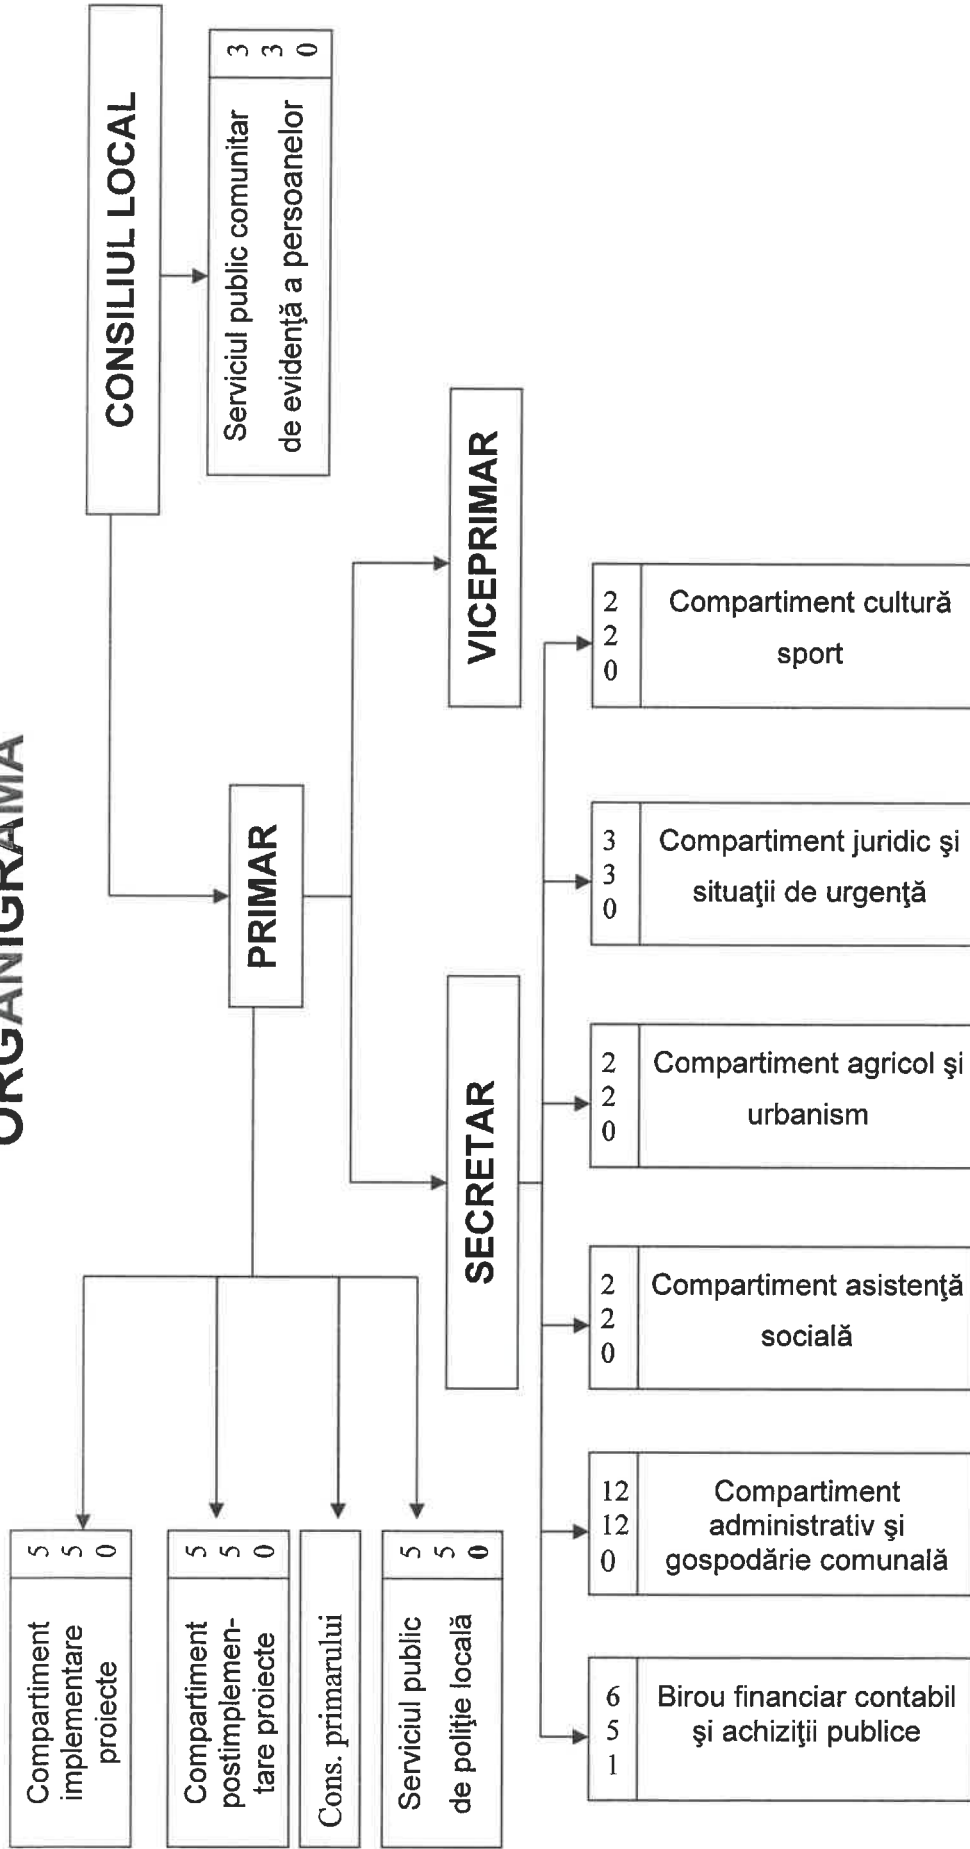 ORGANIGRAMA
CONSILIUL LOCAL
Serviciul public comunitar
de evidenţă a persoanelor
3
3
0
PRIMAR
VICEPRIMAR
SECRETAR
Compartiment
implementare
proiecte
5
5
0
Compartiment
postimplemen-
tare proiecte
5
5
0
Cons. primarului
Serviciul public
de poliţie locală
5
5
0
6
5
1
Birou financiar contabil
şi achiziţii publice
12
12
0
Compartiment
administrativ şi
gospodărie comunală
2
2
0
Compartiment asistenţă
socială
2
2
0
Compartiment agricol şi
urbanism
3
3
0
Compartiment juridic şi
situaţii de urgenţă
2
2
0
Compartiment cultură
sport